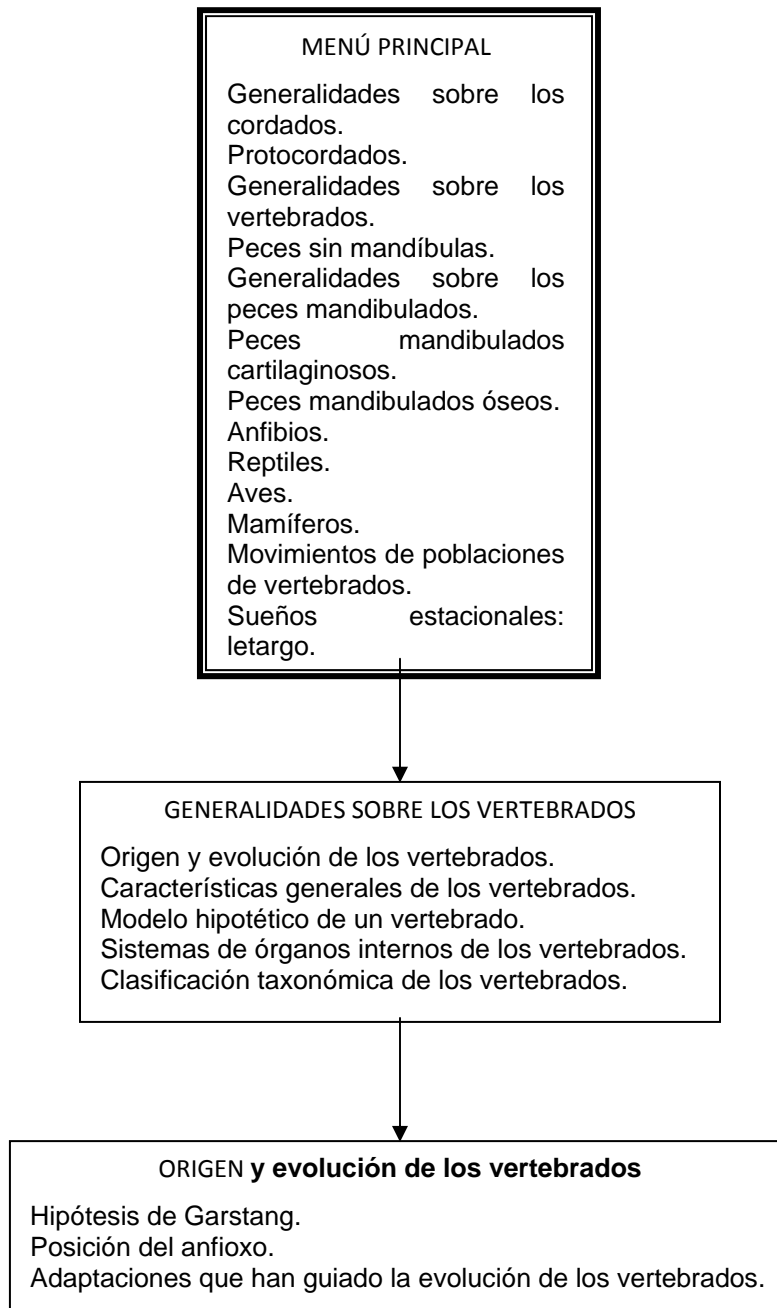 MENÚ PRINCIPAL
Generalidades sobre los
cordados.
Protocordados.
Generalidades sobre los
vertebrados.
Peces sin mandíbulas.
Generalidades sobre los
peces mandibulados.
Peces mandibulados
cartilaginosos.
Peces mandibulados óseos.
Anfibios.
Reptiles.
Aves.
Mamíferos.
Movimientos de poblaciones
de vertebrados.
Sueños estacionales:
letargo.
GENERALIDADES SOBRE LOS VERTEBRADOS
Origen y evolución de los vertebrados.
Características generales de los vertebrados.
Modelo hipotético de un vertebrado.
Sistemas de órganos internos de los vertebrados.
Clasificación taxonómica de los vertebrados.
ORIGEN y evolución de los vertebrados
Hipótesis de Garstang.
Posición del anfioxo.
Adaptaciones que han guiado la evolución de los vertebrados.